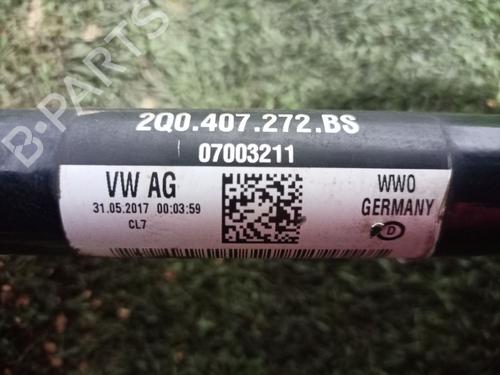 B-PARTS
2Q0.407.272.BS
07003211
VW AG
31.05.2017 00:03:59
CL7
WWO
GERMANY
D